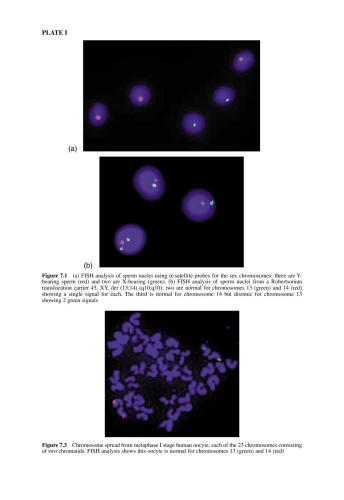 PLATE I
(a)
(b)
Figure 7.1 (a) FISH analysis of sperm nuclei using α-satellite probes for the sex chromosomes; three are Y-
bearing sperm (red) and two are X-bearing (green). (b) FISH analysis of sperm nuclei from a Robertsonian
translocation carrier 45, XY, der (13;14) (q10;q10); two are normal for chromosomes 13 (green) and 14 (red)
showing a single signal for each. The third is normal for chromosome 14 but disomic for chromosome 13
showing 2 green signals
Figure 7.3 Chromosome spread from metaphase I stage human oocyte, each of the 23 chromosomes consisting
of two chromatids. FISH analysis shows this oocyte is normal for chromosomes 13 (green) and 14 (red)